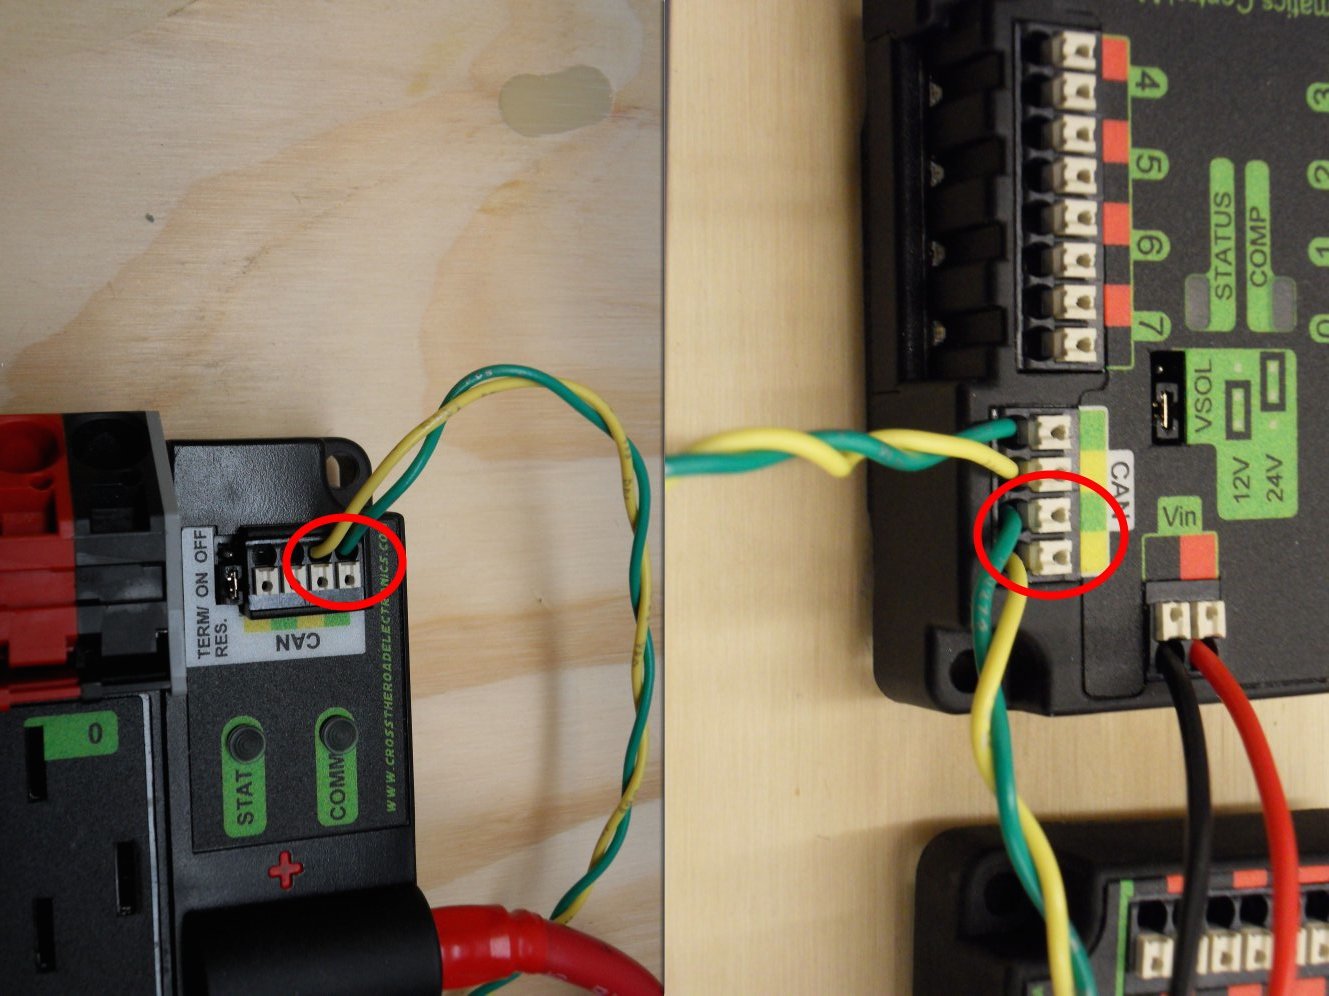 TERM/ ON OFF
RES.
CAN
WWW.CROSSTHEROADELECTRONICS.CO
0
STAT
COMM
4
5
6
7
3
2
1
0
STATUS
COMP
VSOL
12V
24V
CAN
Vin